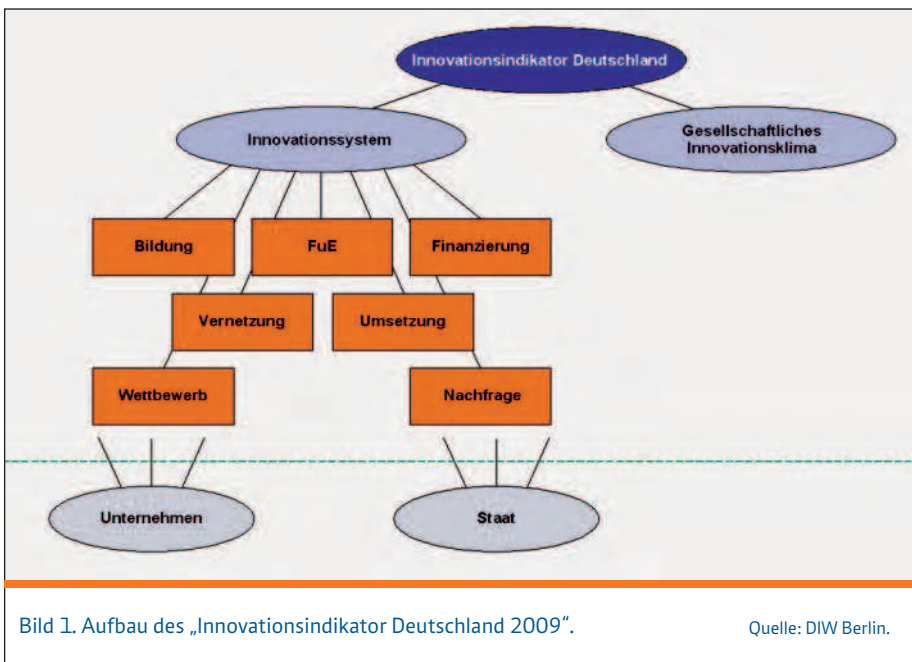 Innovationsindikator Deutschland
Innovationssystem
Gesellschaftliches
Innovationsklima
Bildung
FuE
Finanzierung
Vernetzung
Umsetzung
Wettbewerb
Nachfrage
Unternehmen
Staat
Bild 1. Aufbau des „Innovationsindikator Deutschland 2009“.
Quelle: DIW Berlin.